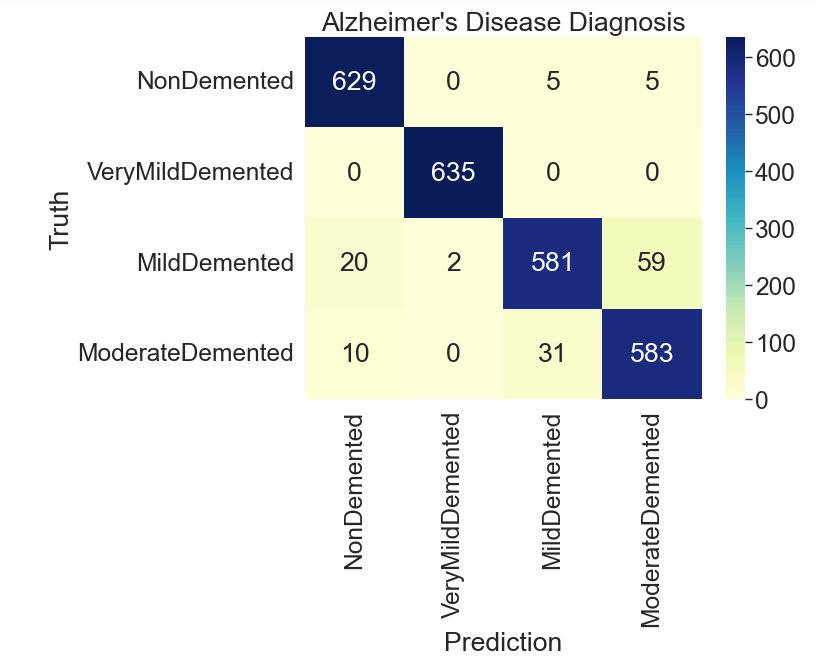 Alzheimer's Disease Diagnosis
NonDemented 629 0 5 5
VeryMildDemented 0 635 0 0
MildDemented 20 2 581 59
ModerateDemented 10 0 31 583
Truth
NonDemented
VeryMildDemented
MildDemented
ModerateDemented
Prediction
600
500
400
300
200
100
0